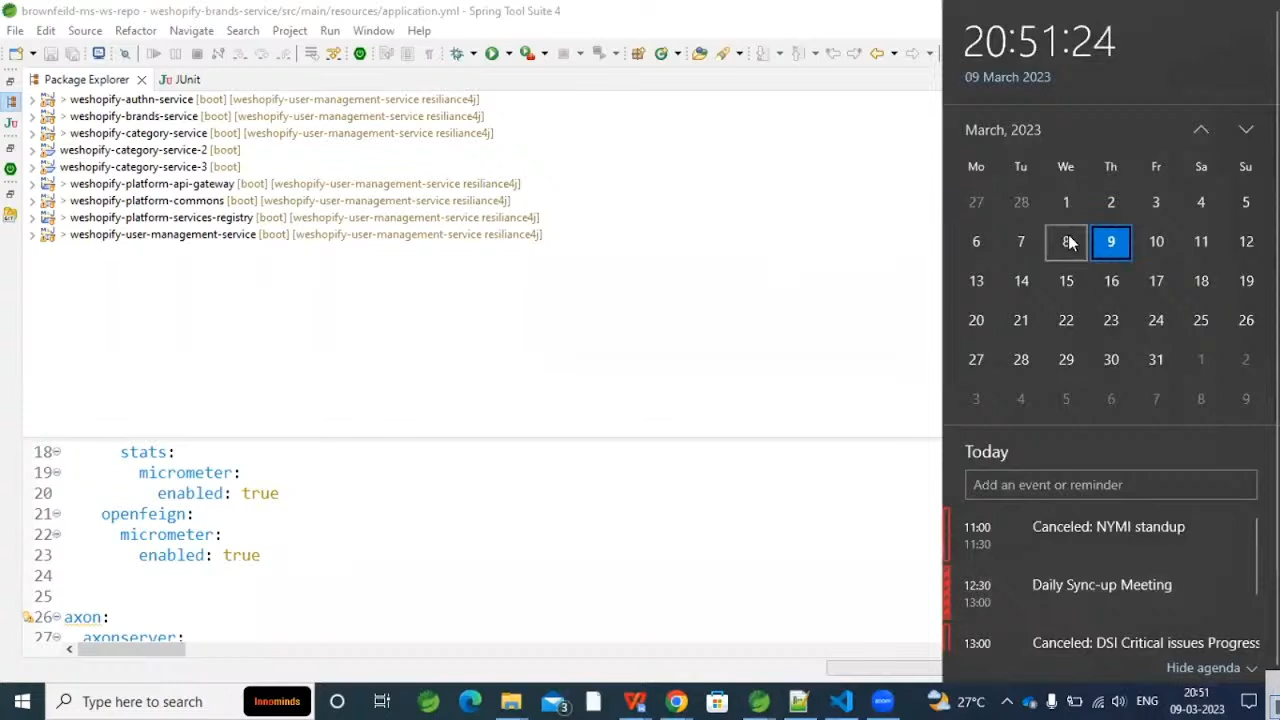 brownfeild-ms-ws-repo - weshopify-brands-service/src/main/resources/application.yml - Spring Tool Suite 4
File Edit Source Refactor Navigate Search Project Run Window Help
Package Explorer JUnit
> weshopify-authn-service [boot] [weshopify-user-management-service resiliance4j]
> weshopify-brands-service [boot] [weshopify-user-management-service resiliance4j]
> weshopify-category-service [boot] [weshopify-user-management-service resiliance4j]
weshopify-category-service-2 [boot]
weshopify-category-service-3 [boot]
> weshopify-platform-api-gateway [boot] [weshopify-user-management-service resiliance4j]
> weshopify-platform-commons [boot] [weshopify-user-management-service resiliance4j]
> weshopify-platform-services-registry [boot] [weshopify-user-management-service resiliance4j]
> weshopify-user-management-service [boot] [weshopify-user-management-service resiliance4j]
18 stats:
19 micrometer:
20 enabled: true
21 openfeign:
22 micrometer:
23 enabled: true
24
25
26 axon:
27 axonserver:
20:51:24
09 March 2023
March, 2023
Mo Tu We Th Fr Sa Su
27 28 1 2 3 4 5
6 7 8 9 10 11 12
13 14 15 16 17 18 19
20 21 22 23 24 25 26
27 28 29 30 31 1 2
3 4 5 6 7 8 9
Today
Add an event or reminder
11:00 Canceled: NYMI standup
11:30
12:30 Daily Sync-up Meeting
13:00
13:00 Canceled: DSI Critical issues Progress
Hide agenda
Type here to search
Innominds
3
27°C
ENG
20:51
09-03-2023